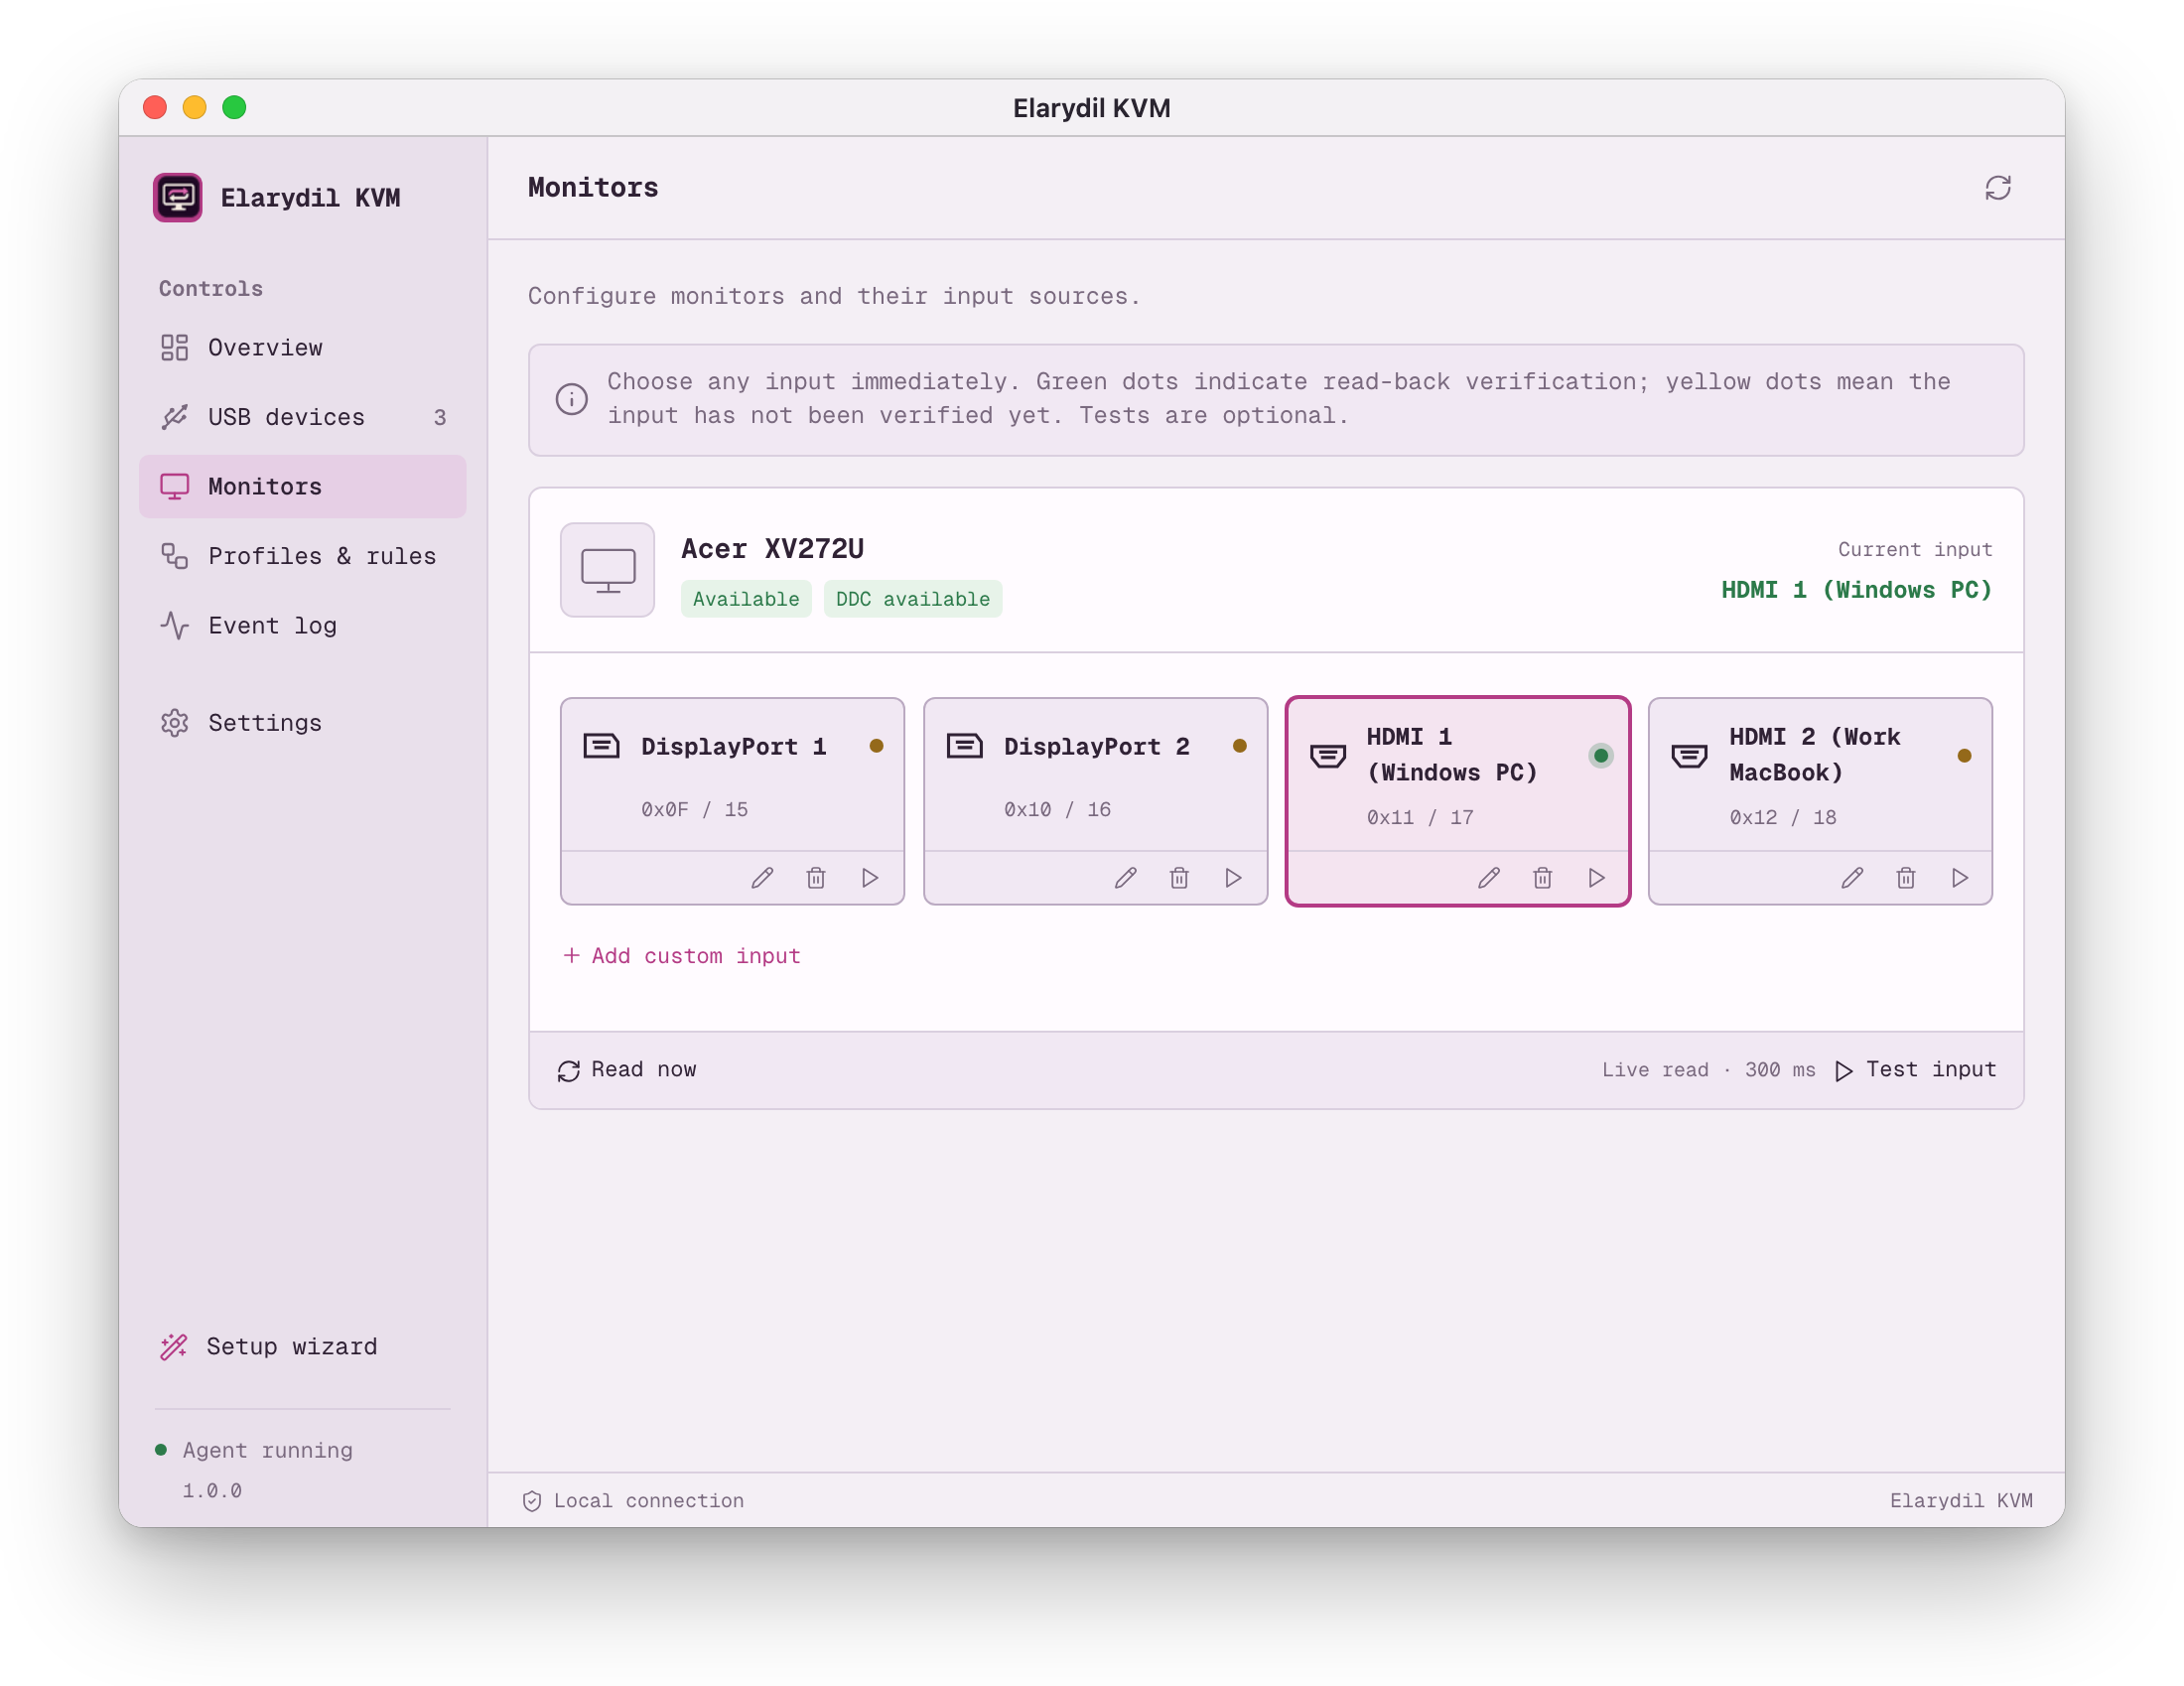 Elarydil KVM
Elarydil KVM
Controls
Overview
USB devices 3
Monitors
Profiles & rules
Event log
Settings
Setup wizard
Agent running
1.0.0
Monitors
Configure monitors and their input sources.
Choose any input immediately. Green dots indicate read-back verification; yellow dots mean the
input has not been verified yet. Tests are optional.
Acer XV272U
Available DDC available
Current input
HDMI 1 (Windows PC)
DisplayPort 1
0x0F / 15
DisplayPort 2
0x10 / 16
HDMI 1
(Windows PC)
0x11 / 17
HDMI 2 (Work
MacBook)
0x12 / 18
+ Add custom input
Read now
Live read · 300 ms Test input
Local connection
Elarydil KVM